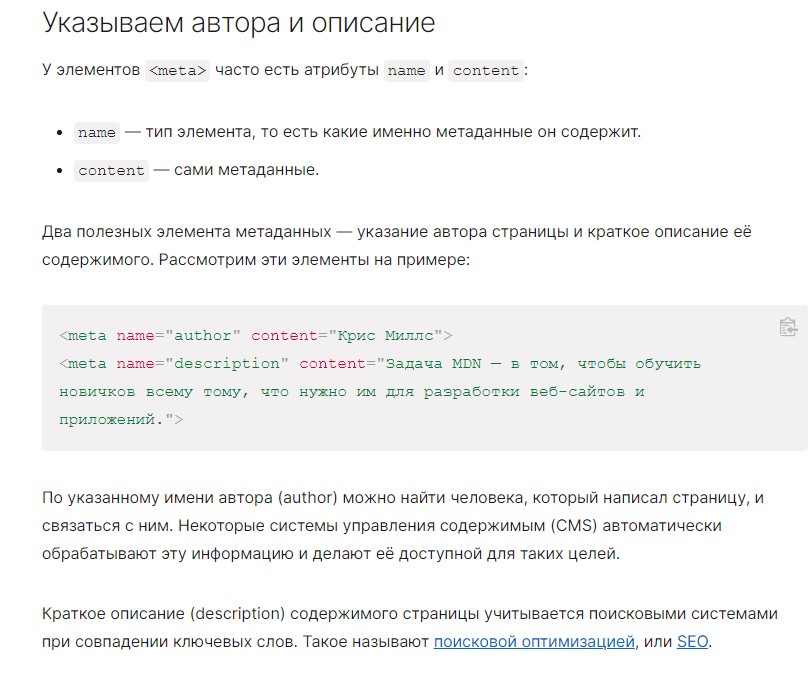 Указываем автора и описание
У элементов <meta> часто есть атрибуты name и content:
• name — тип элемента, то есть какие именно метаданные он содержит.
• content — сами метаданные.
Два полезных элемента метаданных — указание автора страницы и краткое описание её
содержимого. Рассмотрим эти элементы на примере:
<meta name="author" content="Крис Миллс">
<meta name="description" content="Задача MDN — в том, чтобы обучить
новичков всему тому, что нужно им для разработки веб-сайтов и
приложений.">
По указанному имени автора (author) можно найти человека, который написал страницу, и
связаться с ним. Некоторые системы управления содержимым (CMS) автоматически
обрабатывают эту информацию и делают её доступной для таких целей.
Краткое описание (description) содержимого страницы учитывается поисковыми системами
при совпадении ключевых слов. Такое называют поисковой оптимизацией, или SEO.